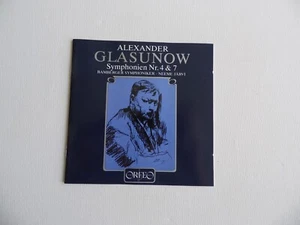 ALEXANDER
GLASUNOW
Symphonien Nr. 4 & 7
BAMBERGER SYMPHONIKER · NEEME JÄRVI
ORFEO